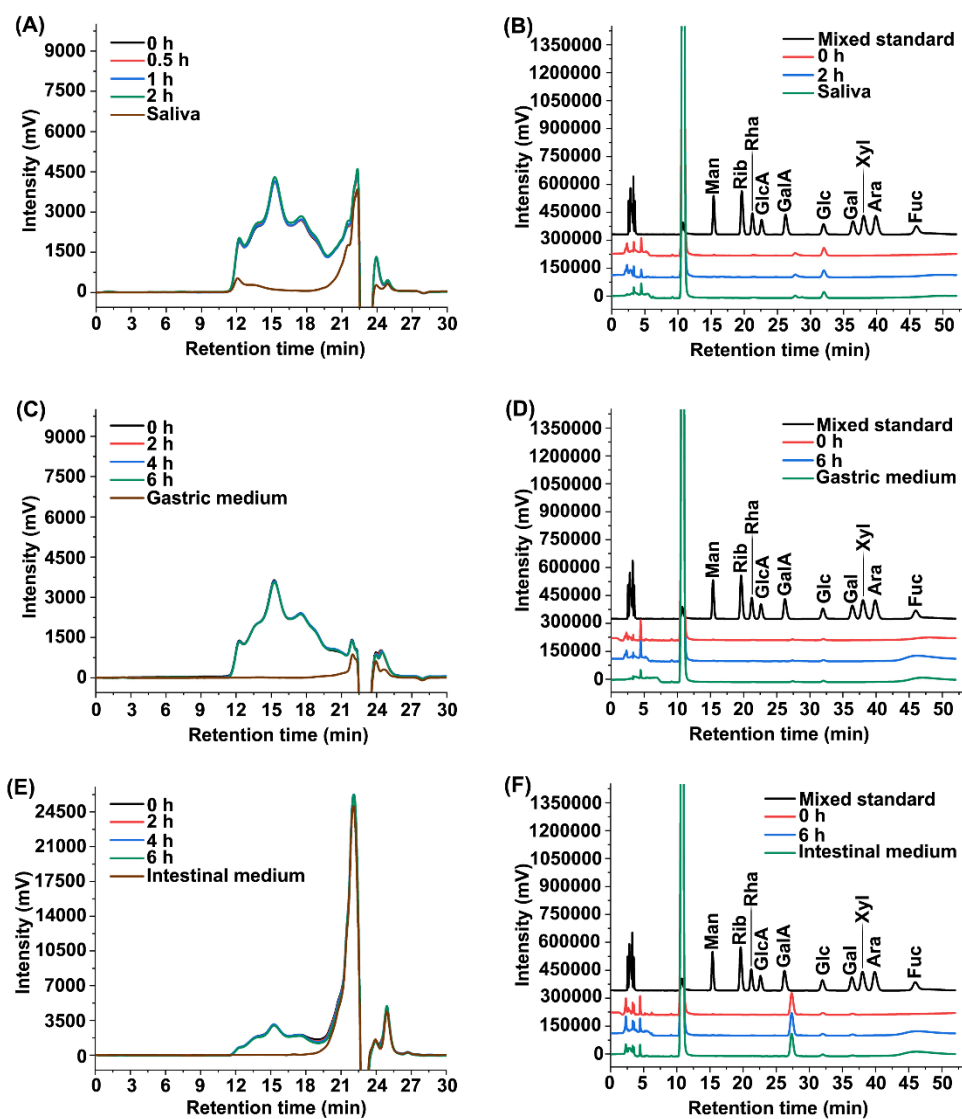 (A)
0 h
0.5 h
1 h
2 h
Saliva
Intensity (mV)
9000
7500
6000
4500
3000
1500
0
0 3 6 9 12 15 18 21 24 27 30
Retention time (min)
(B)
Mixed standard
0 h
2 h
Saliva
Intensity (mV)
1350000
1200000
1050000
900000
750000
600000
450000
300000
150000
0
Man
Rib
Rha
GlcA
GalA
Glc
Gal
Xyl
Ara
Fuc
0 5 10 15 20 25 30 35 40 45 50
Retention time (min)
(C)
0 h
2 h
4 h
6 h
Gastric medium
Intensity (mV)
9000
7500
6000
4500
3000
1500
0
0 3 6 9 12 15 18 21 24 27 30
Retention time (min)
(D)
Mixed standard
0 h
6 h
Gastric medium
Intensity (mV)
1350000
1200000
1050000
900000
750000
600000
450000
300000
150000
0
Man
Rib
Rha
GlcA
GalA
Glc
Gal
Xyl
Ara
Fuc
0 5 10 15 20 25 30 35 40 45 50
Retention time (min)
(E)
0 h
2 h
4 h
6 h
Intestinal medium
Intensity (mV)
24500
21000
17500
14000
10500
7000
3500
0
0 3 6 9 12 15 18 21 24 27 30
Retention time (min)
(F)
Mixed standard
0 h
6 h
Intestinal medium
Intensity (mV)
1350000
1200000
1050000
900000
750000
600000
450000
300000
150000
0
Man
Rib
Rha
GlcA
GalA
Glc
Gal
Xyl
Ara
Fuc
0 5 10 15 20 25 30 35 40 45 50
Retention time (min)